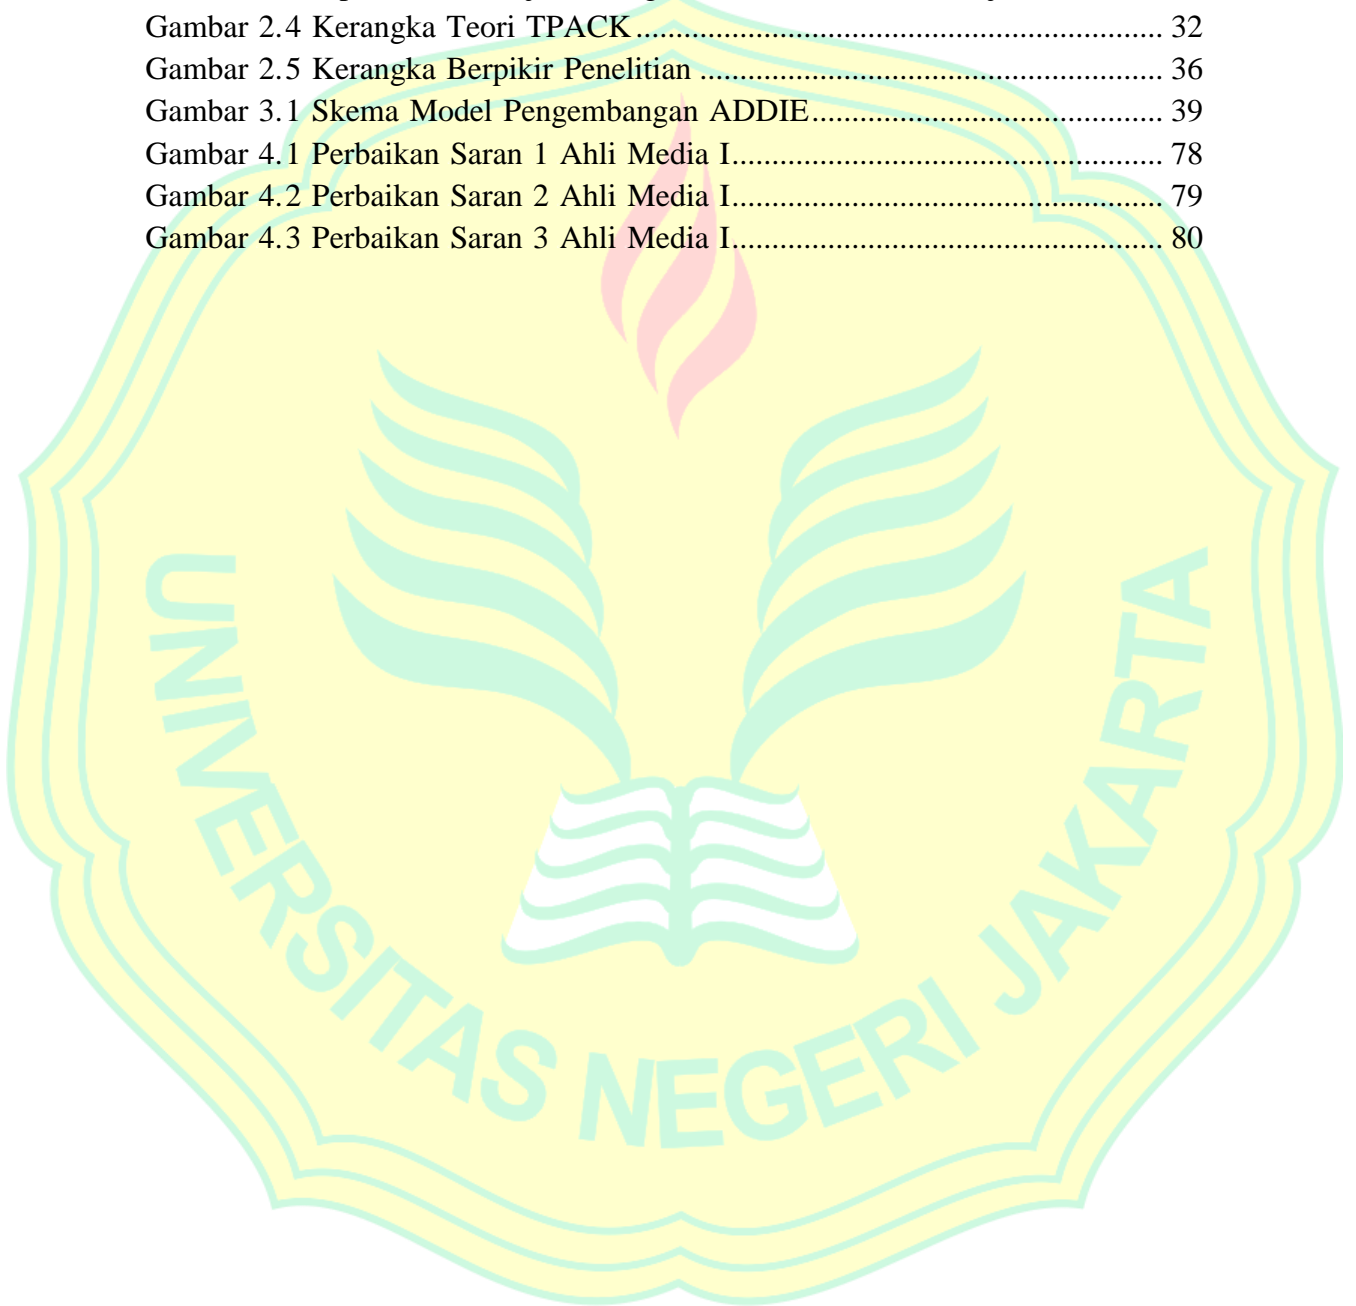 Gambar 2.4 Kerangka Teori TPACK.................................................................. 32
Gambar 2.5 Kerangka Berpikir Penelitian .......................................................... 36
Gambar 3.1 Skema Model Pengembangan ADDIE............................................ 39
Gambar 4.1 Perbaikan Saran 1 Ahli Media I...................................................... 78
Gambar 4.2 Perbaikan Saran 2 Ahli Media I...................................................... 79
Gambar 4.3 Perbaikan Saran 3 Ahli Media I...................................................... 80
UNIVERSITAS NEGERI JAKARTA